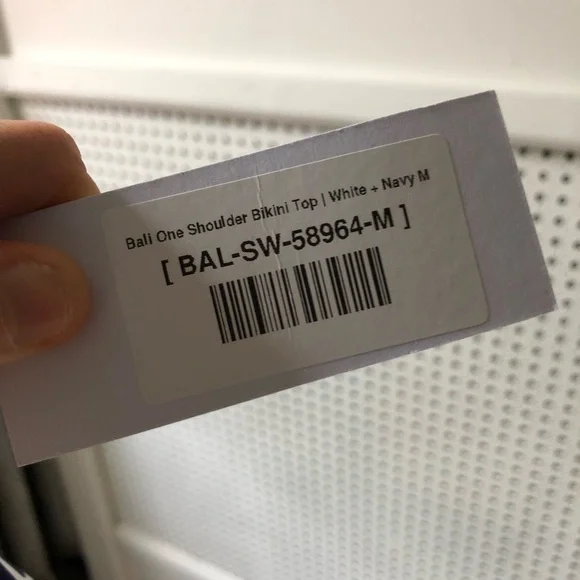 Bali One Shoulder Bikini Top | White + Navy M
[ BAL-SW-58964-M ]